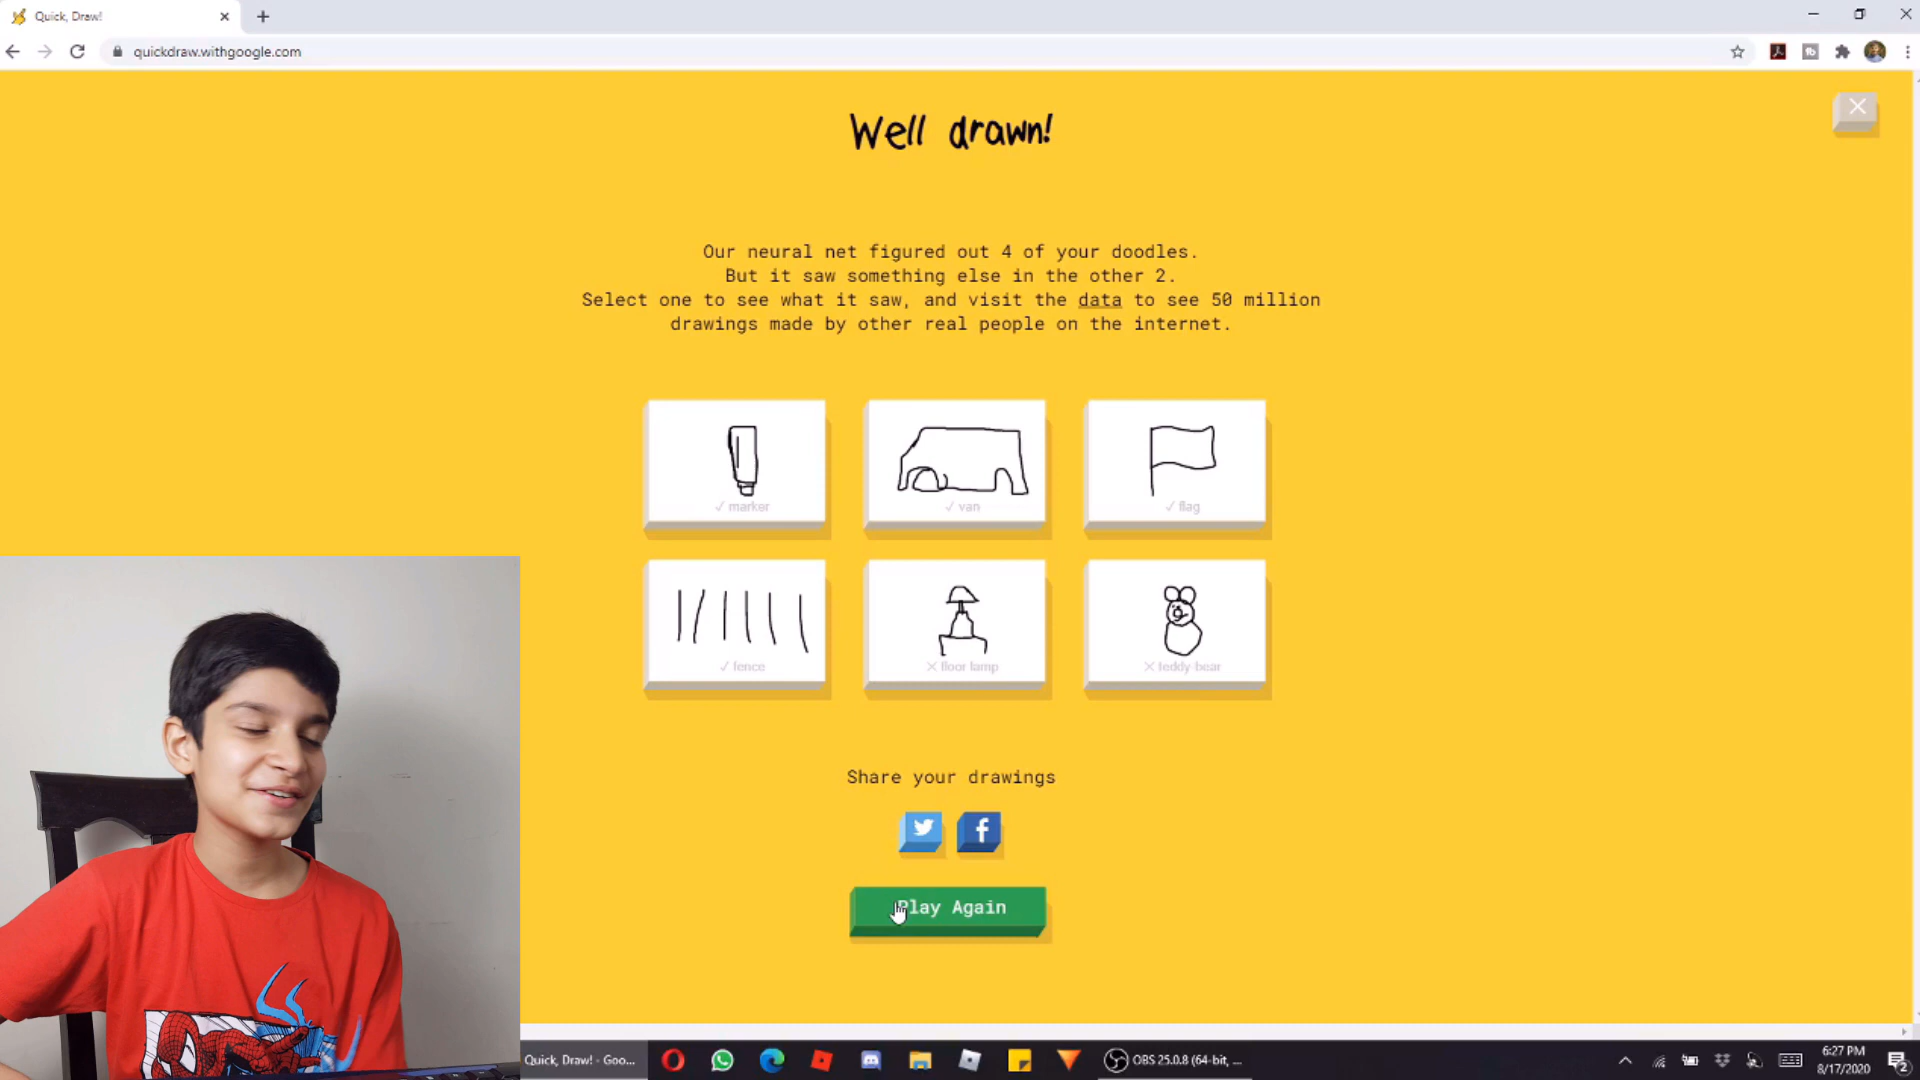 Quick, Draw!
quickdraw.withgoogle.com
Well drawn!
Our neural net figured out 4 of your doodles.
But it saw something else in the other 2.
Select one to see what it saw, and visit the data to see 50 million
drawings made by other real people on the internet.
✓ marker
✓ van
✓ flag
✓ fence
× floor lamp
× teddy-bear
Share your drawings
Play Again
Quick, Draw! - Goo...
OBS 25.0.8 (64-bit, ...
6:27 PM
8/17/2020
2